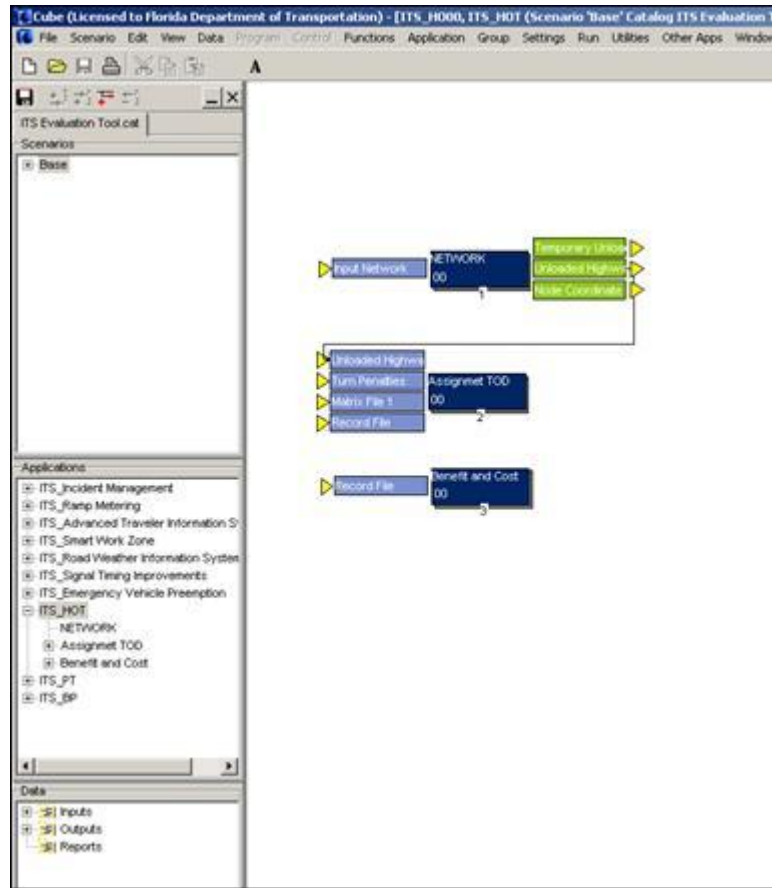 Cube (Licensed to Florida Department of Transportation) - [ITS_HO00, ITS_HOT (Scenario 'Base' Catalog ITS Evaluation
File Scenario Edit View Data Program Control Functions Application Group Settings Run Utilities Other Apps Window
A
ITS Evaluation Tool.cat
Scenarios
Base
Temporary Unloa
Input Network
NETWORK
00
1
Unloaded Highwa
Node Coordinate
Unloaded Highwa
Turn Penalties
Matrix File 1
Record File
Assignmet TOD
00
2
Record File
Benefit and Cost
00
3
Applications
ITS_Incident Management
ITS_Ramp Metering
ITS_Advanced Traveler Information S
ITS_Smart Work Zone
ITS_Road Weather Information System
ITS_Signal Timing Improvements
ITS_Emergency Vehicle Preemption
ITS_HOT
NETWORK
Assignmet TOD
Benefit and Cost
ITS_PT
ITS_BP
Data
Inputs
Outputs
Reports